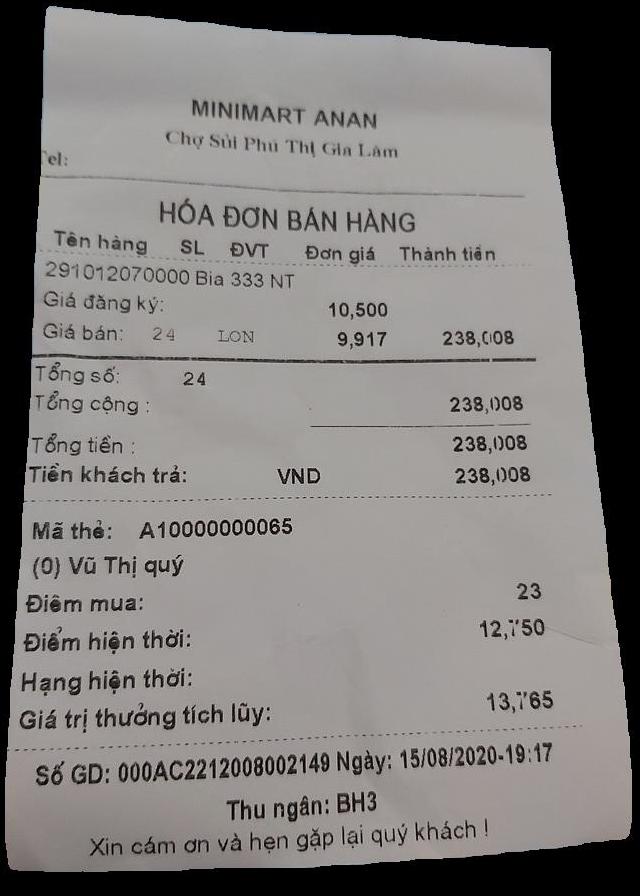 MINIMART ANAN
Chợ Sủi Phú Thị Gia Lâm
Tel:
HÓA ĐƠN BÁN HÀNG
Tên hàng SL ĐVT Đơn giá Thành tiền
291012070000 Bia 333 NT
Giá đăng ký: 10,500
Giá bán: 24 LON 9,917 238,008
Tổng số: 24
Tổng cộng : 238,008
Tổng tiền : 238,008
Tiền khách trả: VND 238,008
Mã thẻ: A10000000065
(0) Vũ Thị quý
Điểm mua: 23
Điểm hiện thời: 12,750
Hạng hiện thời:
Giá trị thưởng tích lũy: 13,765
Số GD: 000AC2212008002149 Ngày: 15/08/2020-19:17
Thu ngân: BH3
Xin cám ơn và hẹn gặp lại quý khách !